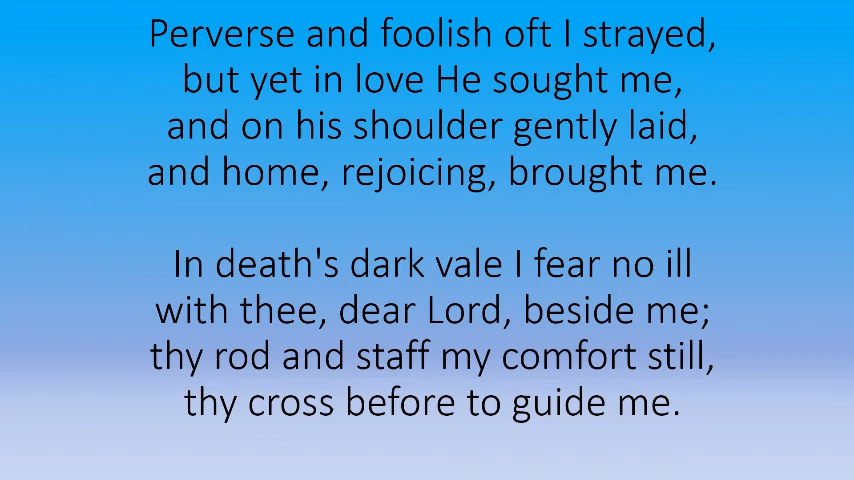 Perverse and foolish oft I strayed,
but yet in love He sought me,
and on his shoulder gently laid,
and home, rejoicing, brought me.
In death's dark vale I fear no ill
with thee, dear Lord, beside me;
thy rod and staff my comfort still,
thy cross before to guide me.